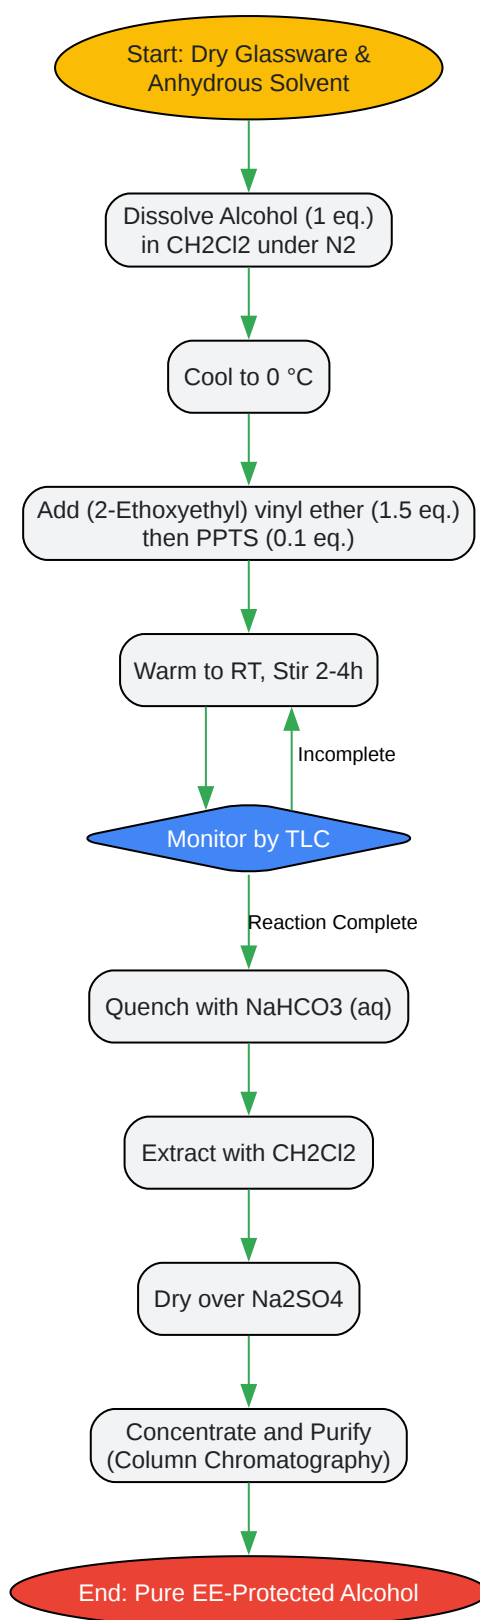 Start: Dry Glassware &
Anhydrous Solvent
Dissolve Alcohol (1 eq.)
in CH2Cl2 under N2
Cool to 0 °C
Add (2-Ethoxyethyl) vinyl ether (1.5 eq.)
then PPTS (0.1 eq.)
Warm to RT, Stir 2-4h
Incomplete
Monitor by TLC
Reaction Complete
Quench with NaHCO3 (aq)
Extract with CH2Cl2
Dry over Na2SO4
Concentrate and Purify
(Column Chromatography)
End: Pure EE-Protected Alcohol